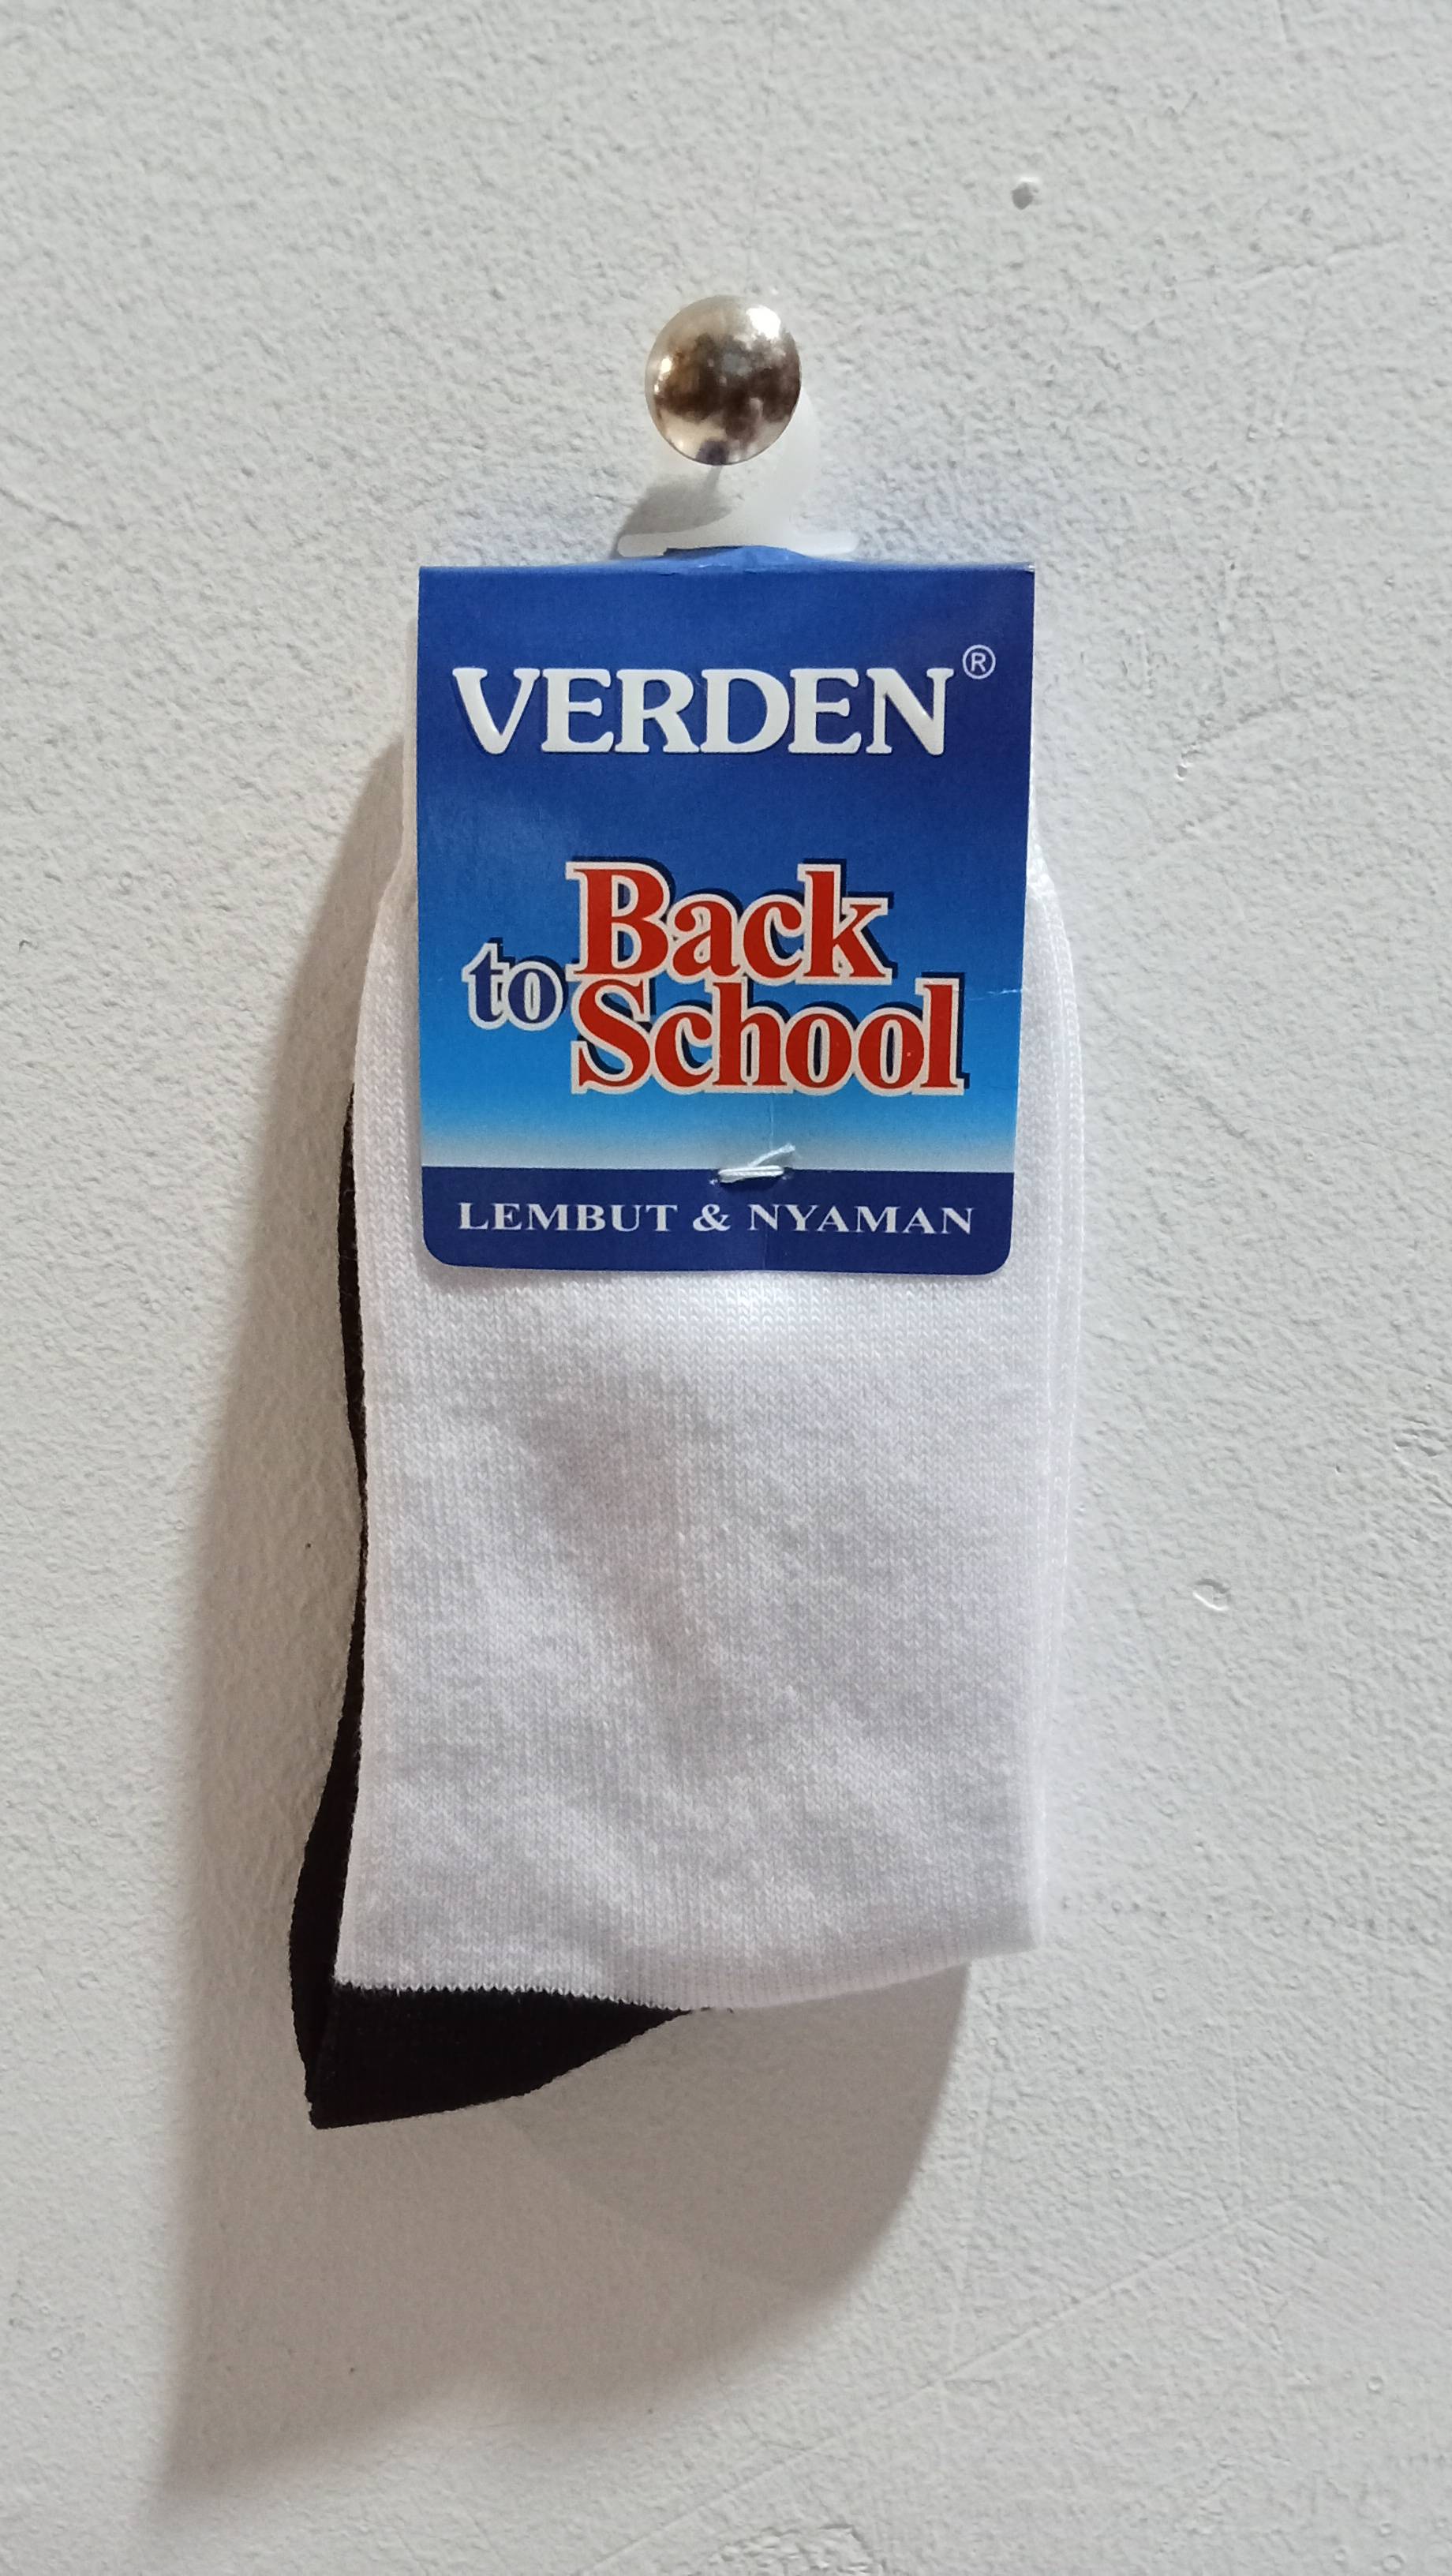 VERDEN®
Back
to
School
LEMBUT & NYAMAN